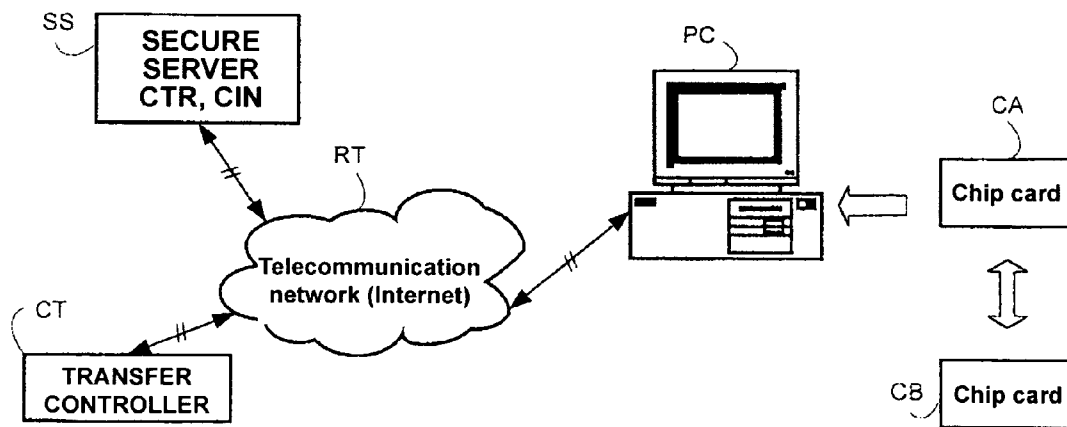 SS
SECURE
SERVER
CTR, CIN
PC
CA
RT
Chip card
Telecommunication
network (Internet)
CT
TRANSFER
CONTROLLER
CB
Chip card